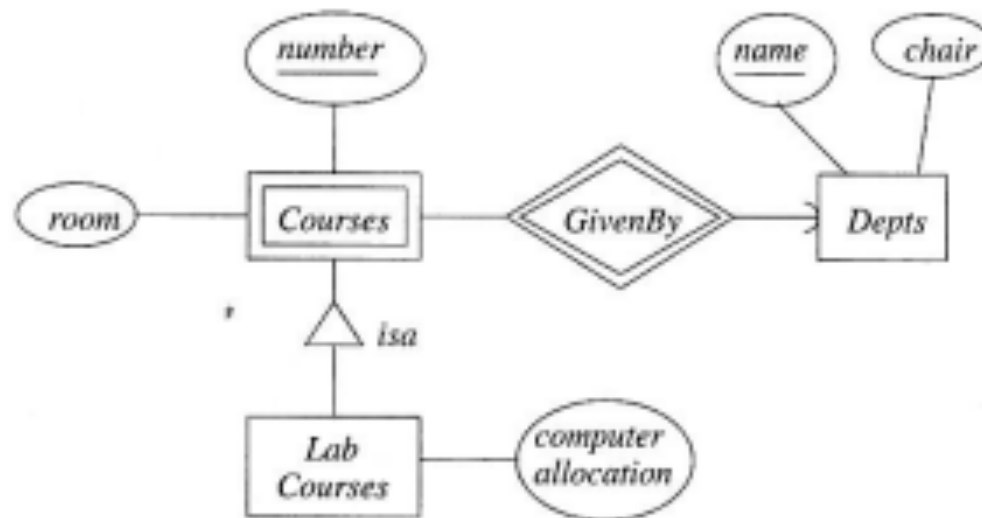 number
name
chair
room
Courses
GivenBy
Depts
isa
Lab
Courses
computer
allocation